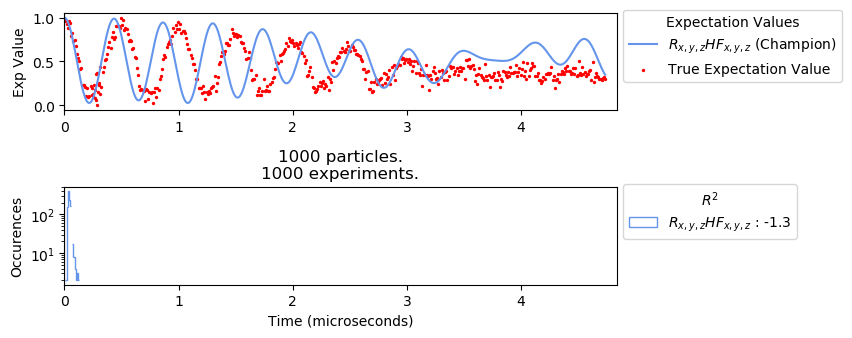 Exp Value
1.0
0.5
0.0
0 1 2 3 4
Expectation Values
R_{x,y,z}HF_{x,y,z} (Champion)
True Expectation Value
1000 particles.
1000 experiments.
Occurences
10^2
10^1
0 1 2 3 4
Time (microseconds)
R^2
R_{x,y,z}HF_{x,y,z} : -1.3